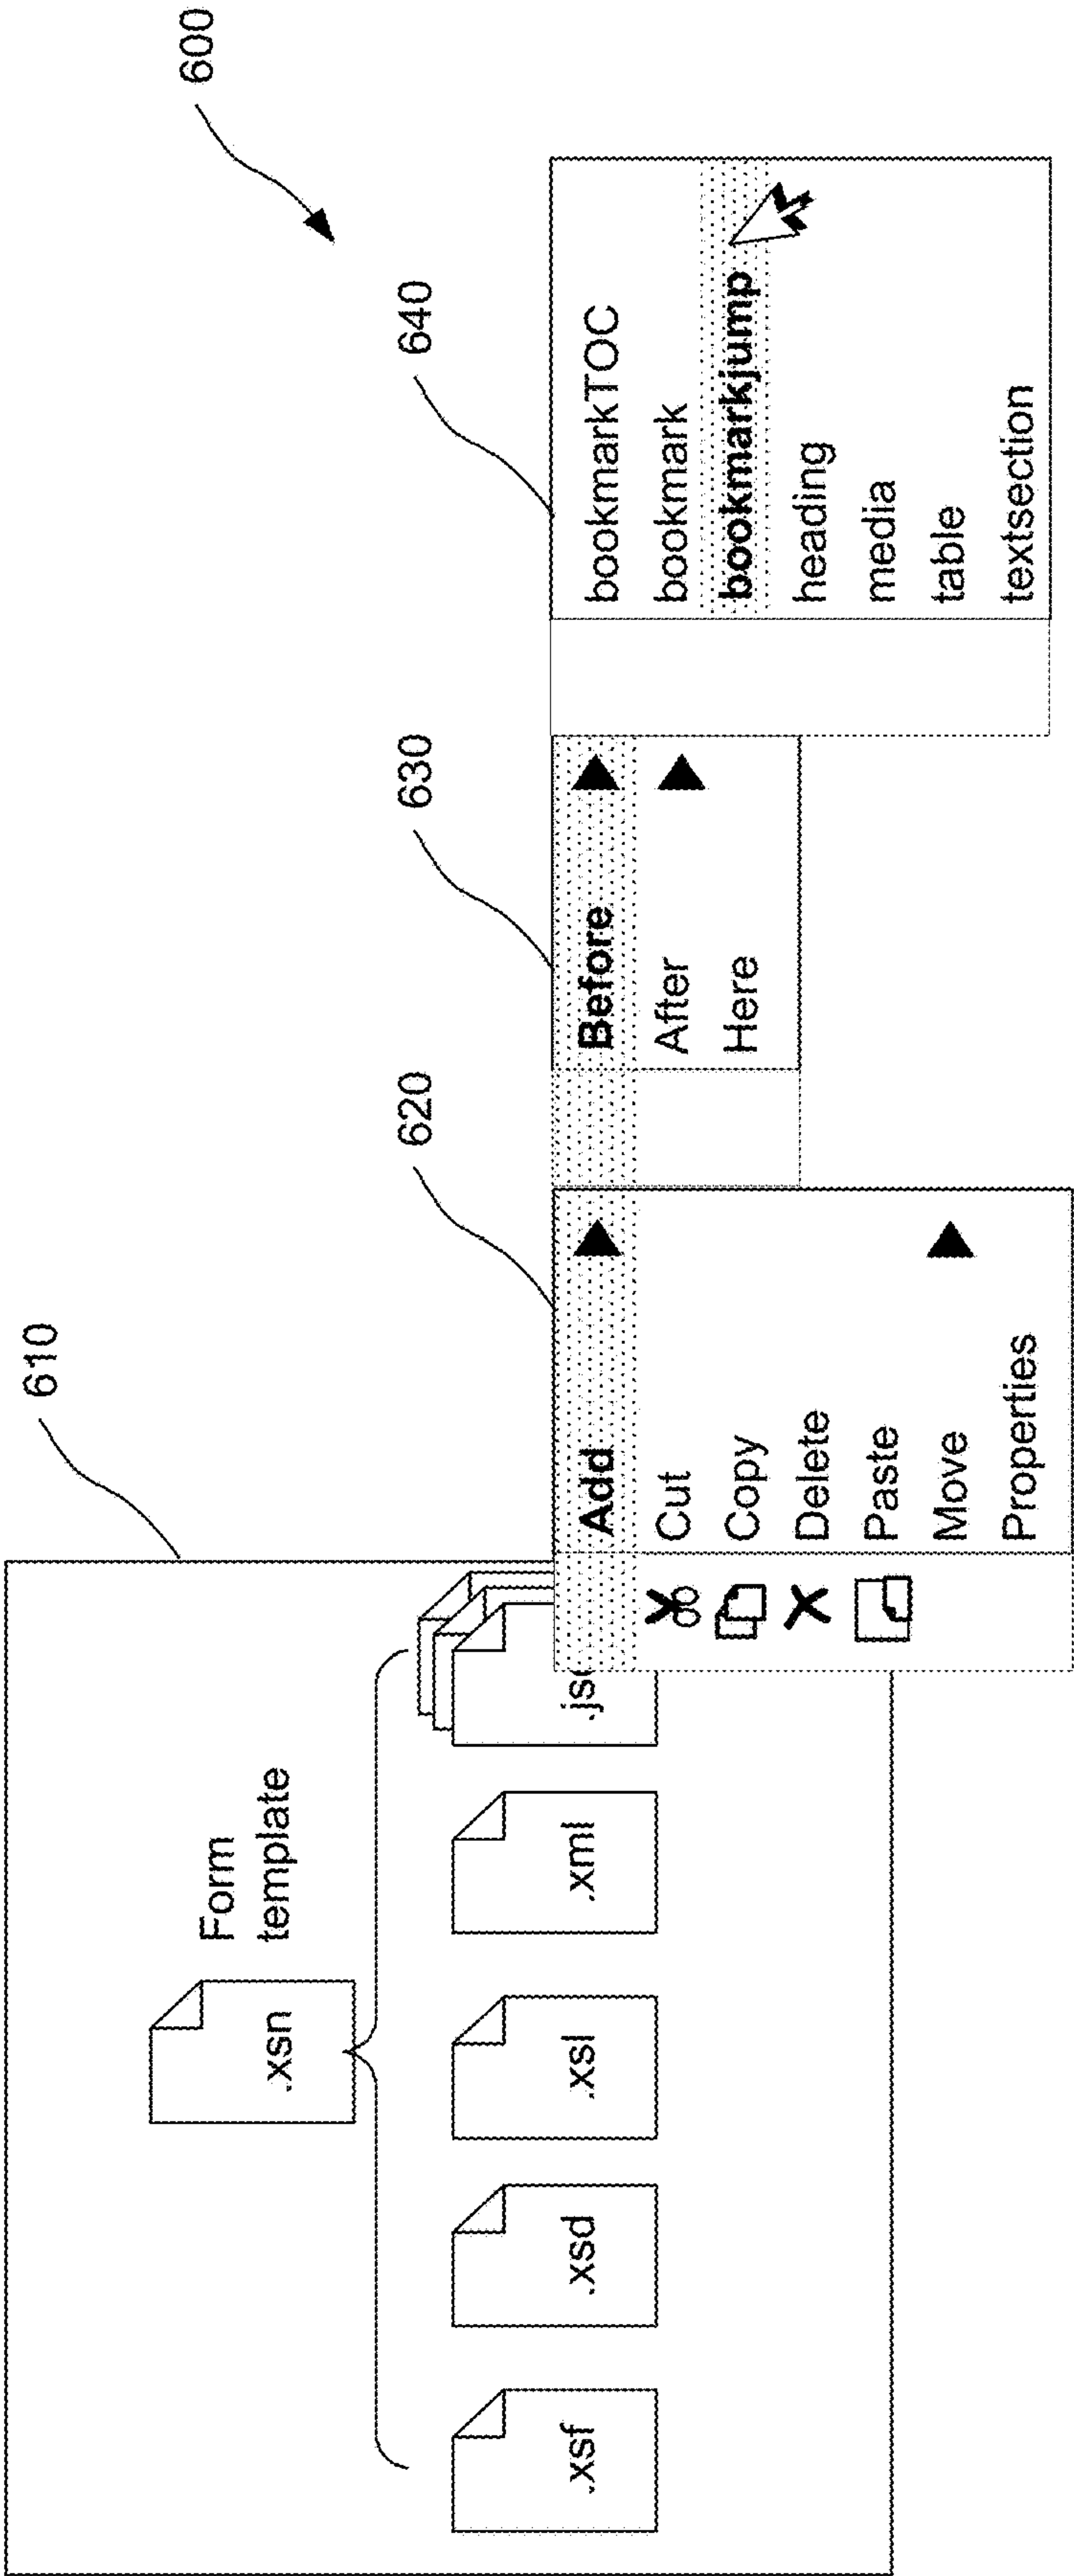 600
610
620
630
640
Form
template
.xsn
.xsf
.xsd
.xsl
.xml
.js
Add
Cut
Copy
Delete
Paste
Move
Properties
Before
After
Here
bookmarkTOC
bookmark
bookmarkjump
heading
media
table
textsection